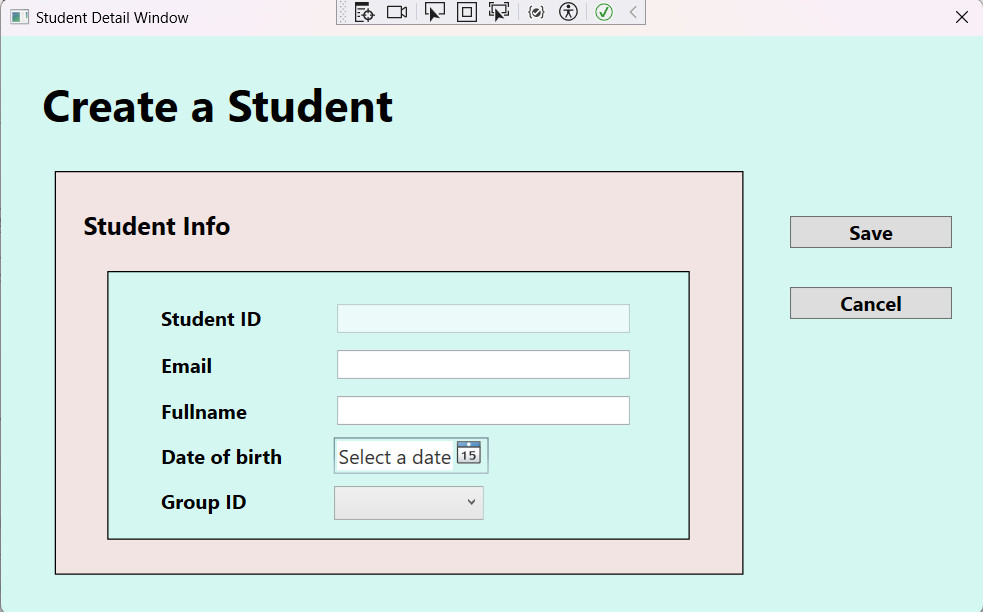 Student Detail Window
Create a Student
Student Info
Save
Cancel
Student ID
Email
Fullname
Date of birth
Select a date 15
Group ID